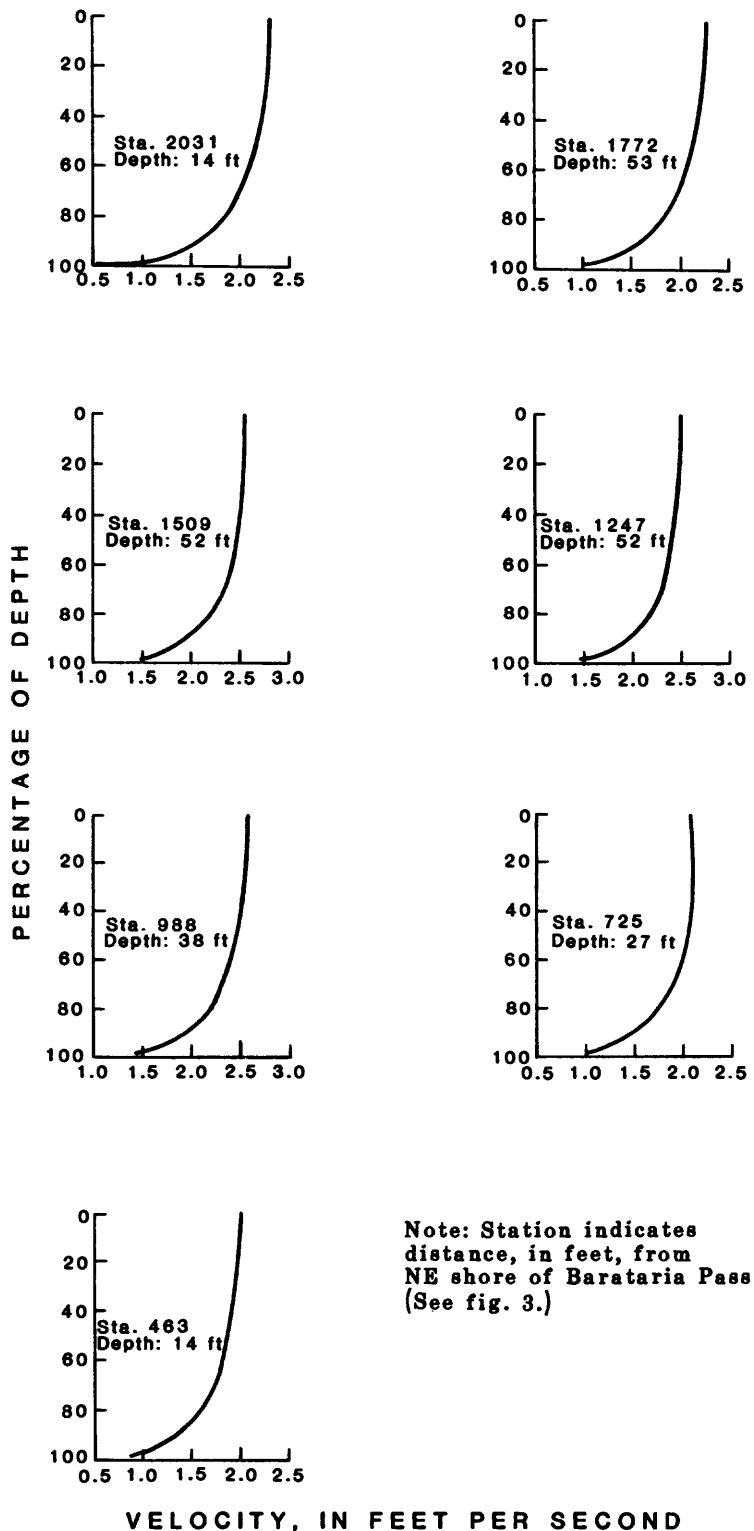 0
20
40
60
80
100
Sta. 2031
Depth: 14 ft
0.5 1.0 1.5 2.0 2.5
0
20
40
60
80
100
Sta. 1772
Depth: 53 ft
0.5 1.0 1.5 2.0 2.5
0
20
40
60
80
100
Sta. 1509
Depth: 52 ft
1.0 1.5 2.0 2.5 3.0
0
20
40
60
80
100
Sta. 1247
Depth: 52 ft
1.0 1.5 2.0 2.5 3.0
PERCENTAGE OF DEPTH
0
20
40
60
80
100
Sta. 988
Depth: 38 ft
1.0 1.5 2.0 2.5 3.0
0
20
40
60
80
100
Sta. 725
Depth: 27 ft
0.5 1.0 1.5 2.0 2.5
0
20
40
60
80
100
Sta. 463
Depth: 14 ft
0.5 1.0 1.5 2.0 2.5
Note: Station indicates
distance, in feet, from
NE shore of Barataria Pass
(See fig. 3.)
VELOCITY, IN FEET PER SECOND